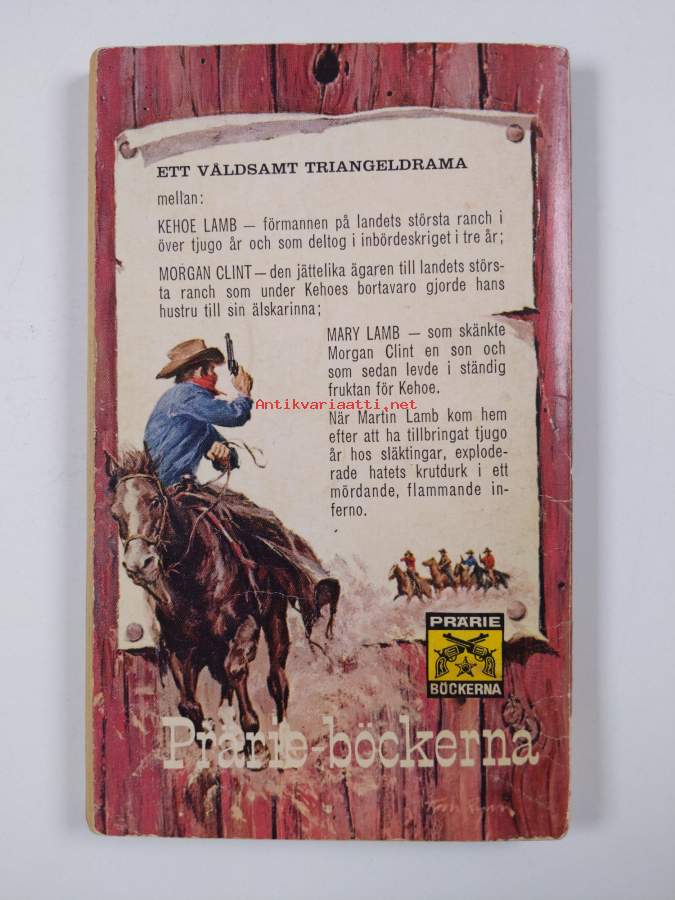 ETT VÅLDSAMT TRIANGELDRAMA
mellan:
KEHOE LAMB — förmannen på landets största ranch i
över tjugo år och som deltog i inbördeskriget i tre år;
MORGAN CLINT — den jättelika ägaren till landets störs-
ta ranch som under Kehoes bortavaro gjorde hans
hustru till sin älskarinna;
MARY LAMB — som skänkte
Morgan Clint en son och
som sedan levde i ständig
fruktan för Kehoe.
Antikvariaatti.net
När Martin Lamb kom hem
efter att ha tillbringat tjugo
år hos släktingar, explode-
rade hatets krutdurk i ett
mördande, flammande in-
ferno.
PRÄRIE
BÖCKERNA
Prärie-böckerna